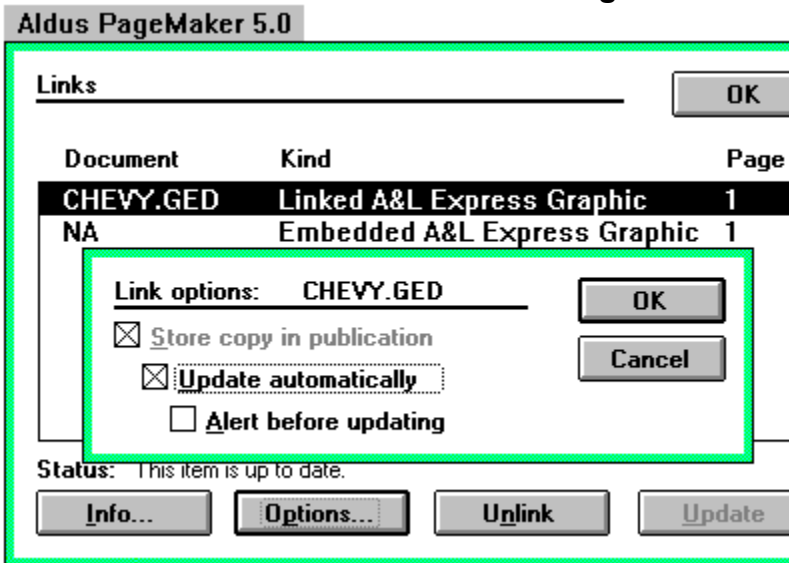 Aldus PageMaker 5.0
Links
OK
Document Kind Page
CHEVY.GED Linked A&L Express Graphic 1
NA Embedded A&L Express Graphic 1
Link options: CHEVY.GED
OK
Store copy in publication
Cancel
Update automatically
Alert before updating
Status: This item is up to date.
Info... Options... Unlink Update